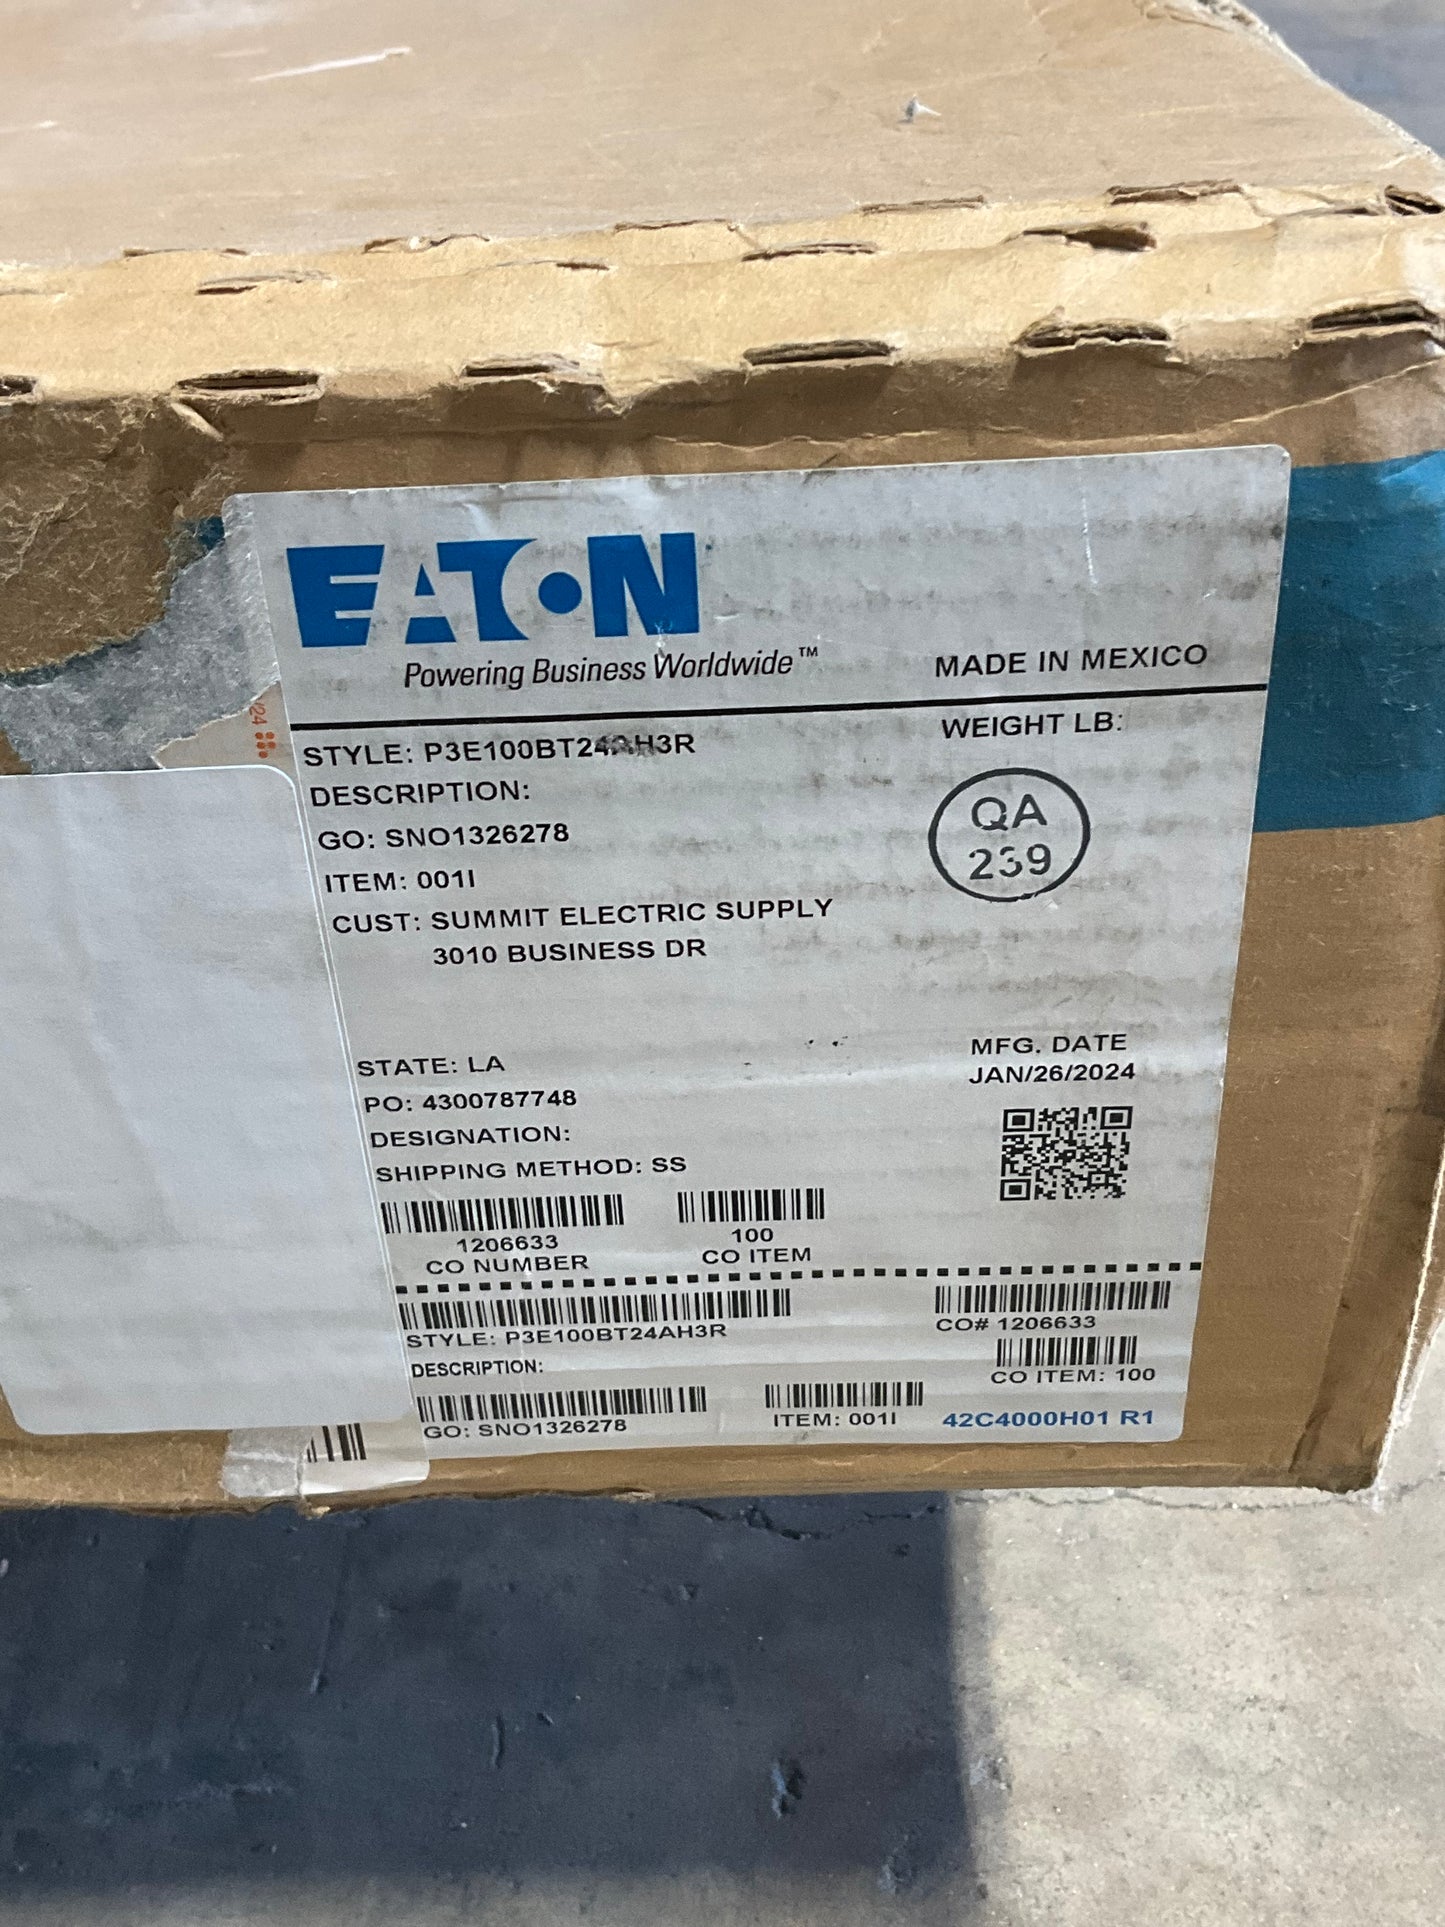 EATON
Powering Business Worldwide™
MADE IN MEXICO
STYLE: P3E100BT24AH3R
WEIGHT LB:
DESCRIPTION:
QA
239
GO: SNO1326278
ITEM: 001I
CUST: SUMMIT ELECTRIC SUPPLY
3010 BUSINESS DR
STATE: LA
MFG. DATE
JAN/26/2024
PO: 4300787748
DESIGNATION:
SHIPPING METHOD: SS
1206633
CO NUMBER
100
CO ITEM
STYLE: P3E100BT24AH3R
CO# 1206633
DESCRIPTION:
CO ITEM: 100
GO: SNO1326278
ITEM: 001I
42C4000H01 R1